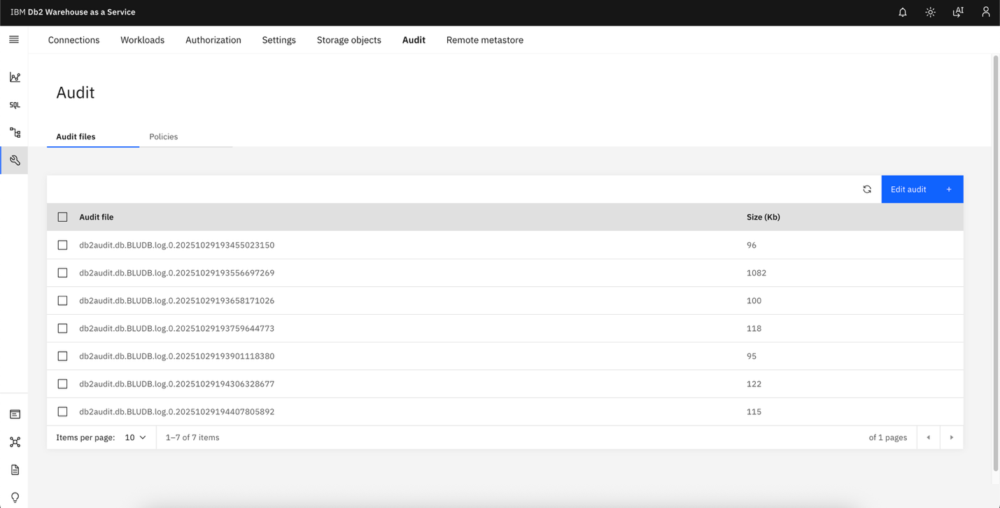 IBM Db2 Warehouse as a Service
AI
Connections Workloads Authorization Settings Storage objects Audit Remote metastore
SQL
Audit
Audit files Policies
Edit audit +
Audit file Size (Kb)
db2audit.db.BLUDB.log.0.20251029193455023150 96
db2audit.db.BLUDB.log.0.20251029193556697269 1082
db2audit.db.BLUDB.log.0.20251029193658171026 100
db2audit.db.BLUDB.log.0.20251029193759644773 118
db2audit.db.BLUDB.log.0.20251029193901118380 95
db2audit.db.BLUDB.log.0.20251029194306328677 122
db2audit.db.BLUDB.log.0.20251029194407805892 115
Items per page: 10 1–7 of 7 items of 1 pages